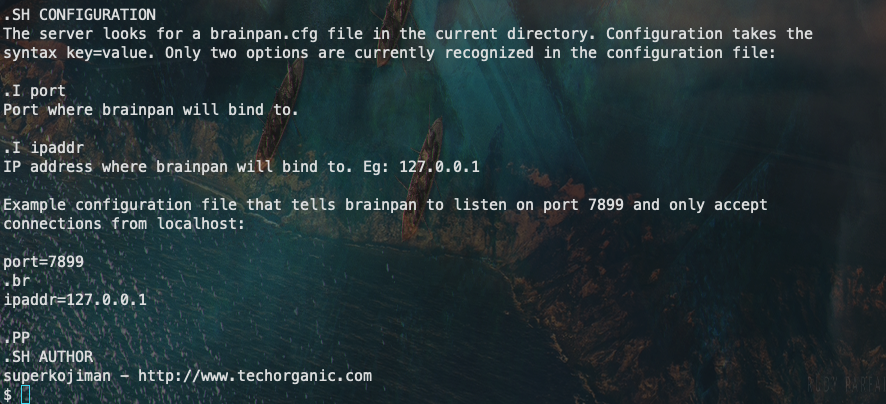 .SH CONFIGURATION
The server looks for a brainpan.cfg file in the current directory. Configuration takes the
syntax key=value. Only two options are currently recognized in the configuration file:
.I port
Port where brainpan will bind to.
.I ipaddr
IP address where brainpan will bind to. Eg: 127.0.0.1
Example configuration file that tells brainpan to listen on port 7899 and only accept
connections from localhost:
port=7899
.br
ipaddr=127.0.0.1
.PP
.SH AUTHOR
superkojiman - http://www.techorganic.com
$